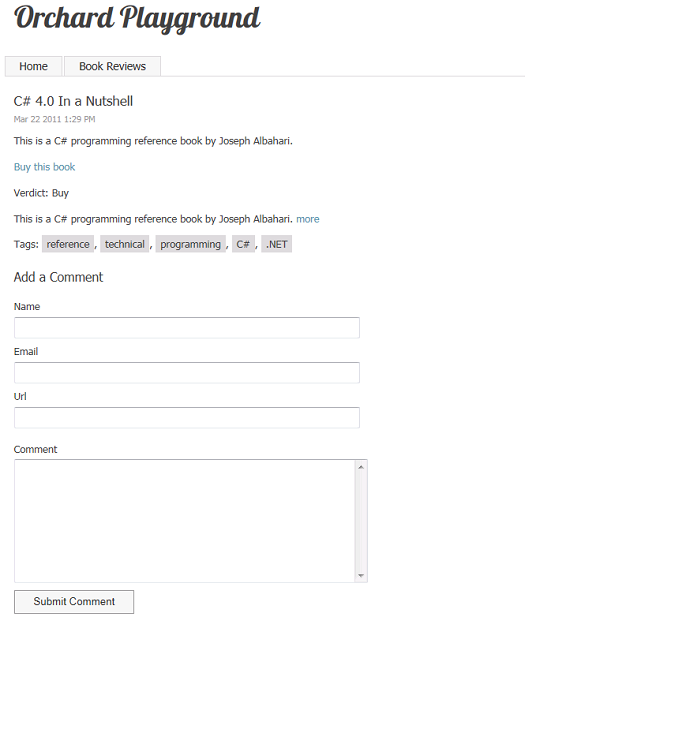 Orchard Playground
Home Book Reviews
C# 4.0 In a Nutshell
Mar 22 2011 1:29 PM
This is a C# programming reference book by Joseph Albahari.
Buy this book
Verdict: Buy
This is a C# programming reference book by Joseph Albahari. more
Tags: reference, technical, programming, C#, .NET
Add a Comment
Name
Email
Url
Comment
Submit Comment